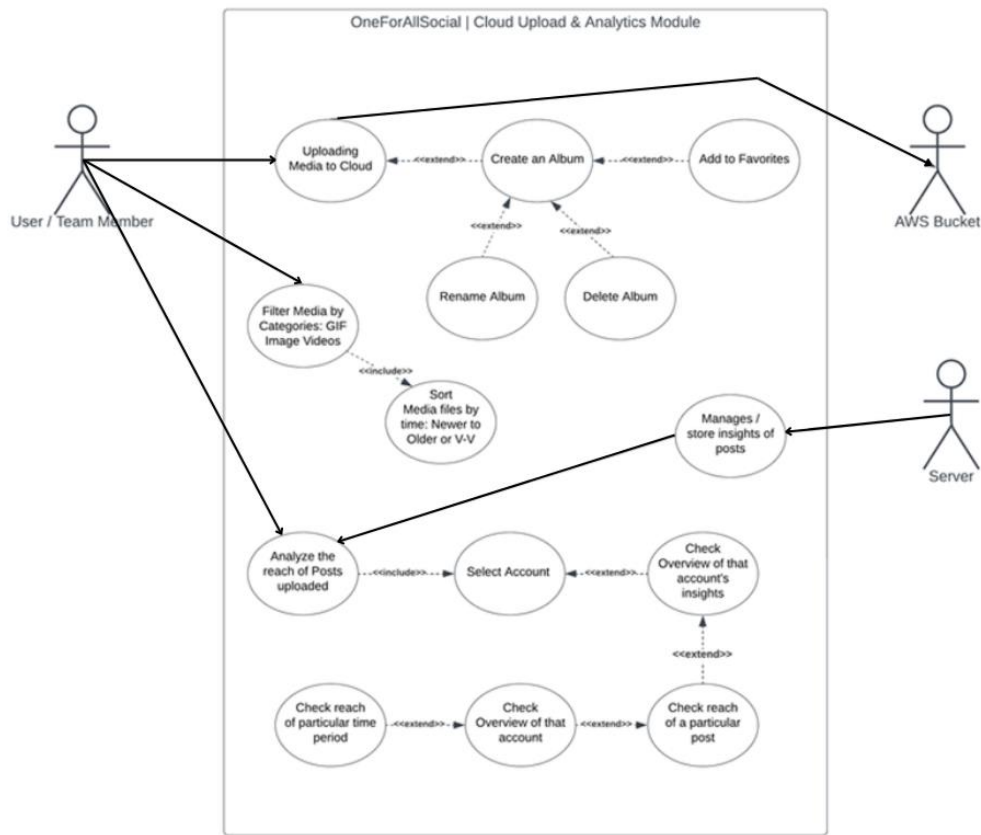 OneForAllSocial | Cloud Upload & Analytics Module
Uploading
Media to Cloud
<<extend>>
Create an Album
<<extend>>
Add to Favorites
User / Team Member
AWS Bucket
<<extend>>
<<extend>>
Rename Album
Delete Album
Filter Media by
Categories: GIF
Image Videos
<<include>>
Sort
Media files by
time: Newer to
Older or V-V
Manages /
store insights of
posts
Server
Analyze the
reach of Posts
uploaded
<<include>>
Select Account
<<extend>>
Check
Overview of that
account's
insights
<<extend>>
Check reach
of particular time
period
<<extend>>
Check
Overview of that
account
<<extend>>
Check reach
of a particular
post